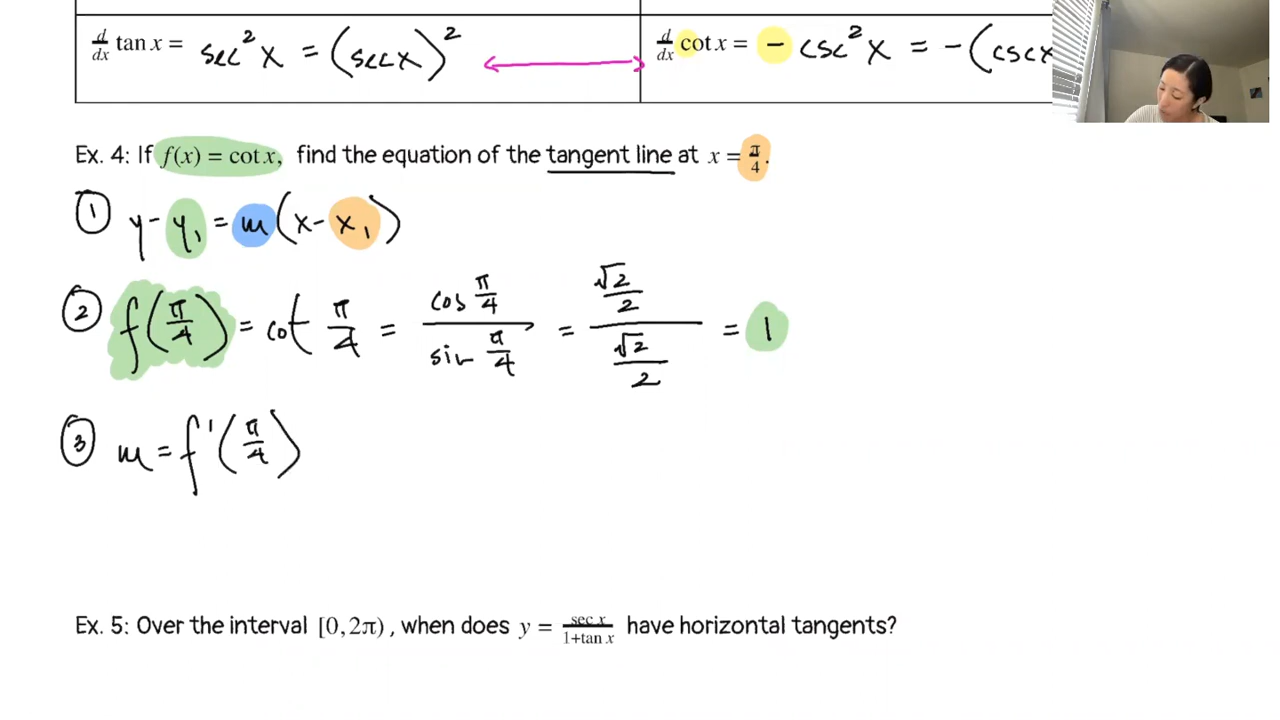 d/dx tan x = sec² x = (sec x)²
d/dx cot x = - csc² x = - (csc x
Ex. 4: If f(x) = cot x, find the equation of the tangent line at x = π/4.
① y - y₁ = m (x - x₁)
② f(π/4) = cot π/4 = cos π/4 / sin π/4 = √2/2 / √2/2 = 1
③ m = f'(π/4)
Ex. 5: Over the interval [0, 2π), when does y = sec x / 1+tan x have horizontal tangents?